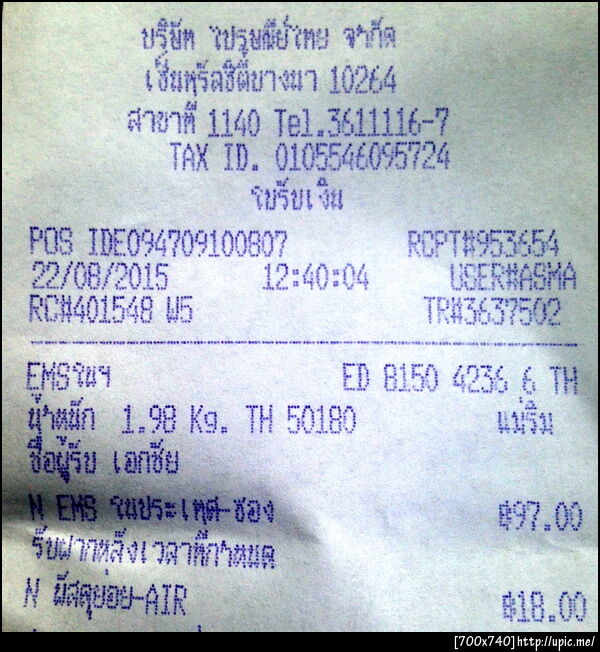 บริษัท ไปรษณีย์ไทย จำกัด
เซ็นทรัลซิตี้บางนา 10264
สาขาที่ 1140 Tel.3611116-7
TAX ID. 0105546095724
ใบรับเงิน
POS IDE094709100807 RCPT#953654
22/08/2015 12:40:04 USER#ASMA
RC#401548 W5 TR#3637502
EMSในฯ ED 8150 4236 6 TH
น้ำหนัก 1.98 Kg. TH 50180 แม่ริม
ชื่อผู้รับ เอกชัย
N EMS ในประเทศ-ซอง ฿97.00
รับฝากหลังเวลาที่กำหนด
N พัสดุย่อย-AIR ฿18.00
[700x740]http://upic.me/